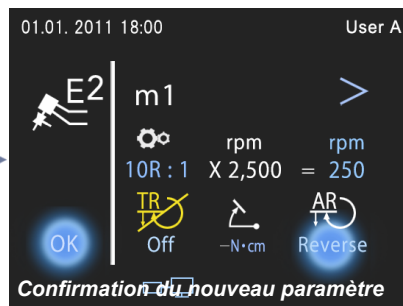 01.01. 2011 18:00 User A
E2
m1 >
rpm rpm
10R : 1 X 2,500 = 250
TR AR
OK Off –N·cm Reverse
Confirmation du nouveau paramètre